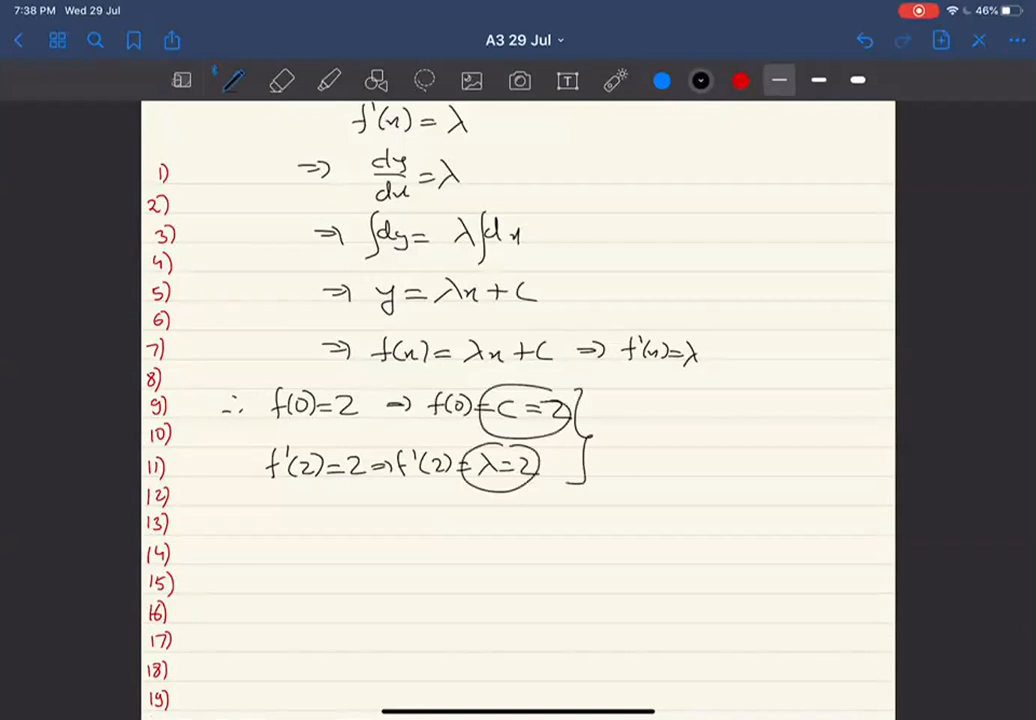 7:38 PM Wed 29 Jul
46%
A3 29 Jul
T
f'(x) = λ
1)
⇒ dy/dx = λ
2)
3) ⇒ ∫dy = λ∫dx
4)
5) ⇒ y = λx + C
6)
7) ⇒ f(x) = λx + C ⇒ f'(x) = λ
8)
9) ∴ f(0) = 2 ⇒ f(0) = C = 2
10)
11) f'(2) = 2 ⇒ f'(2) = λ = 2
12)
13)
14)
15)
16)
17)
18)
19)